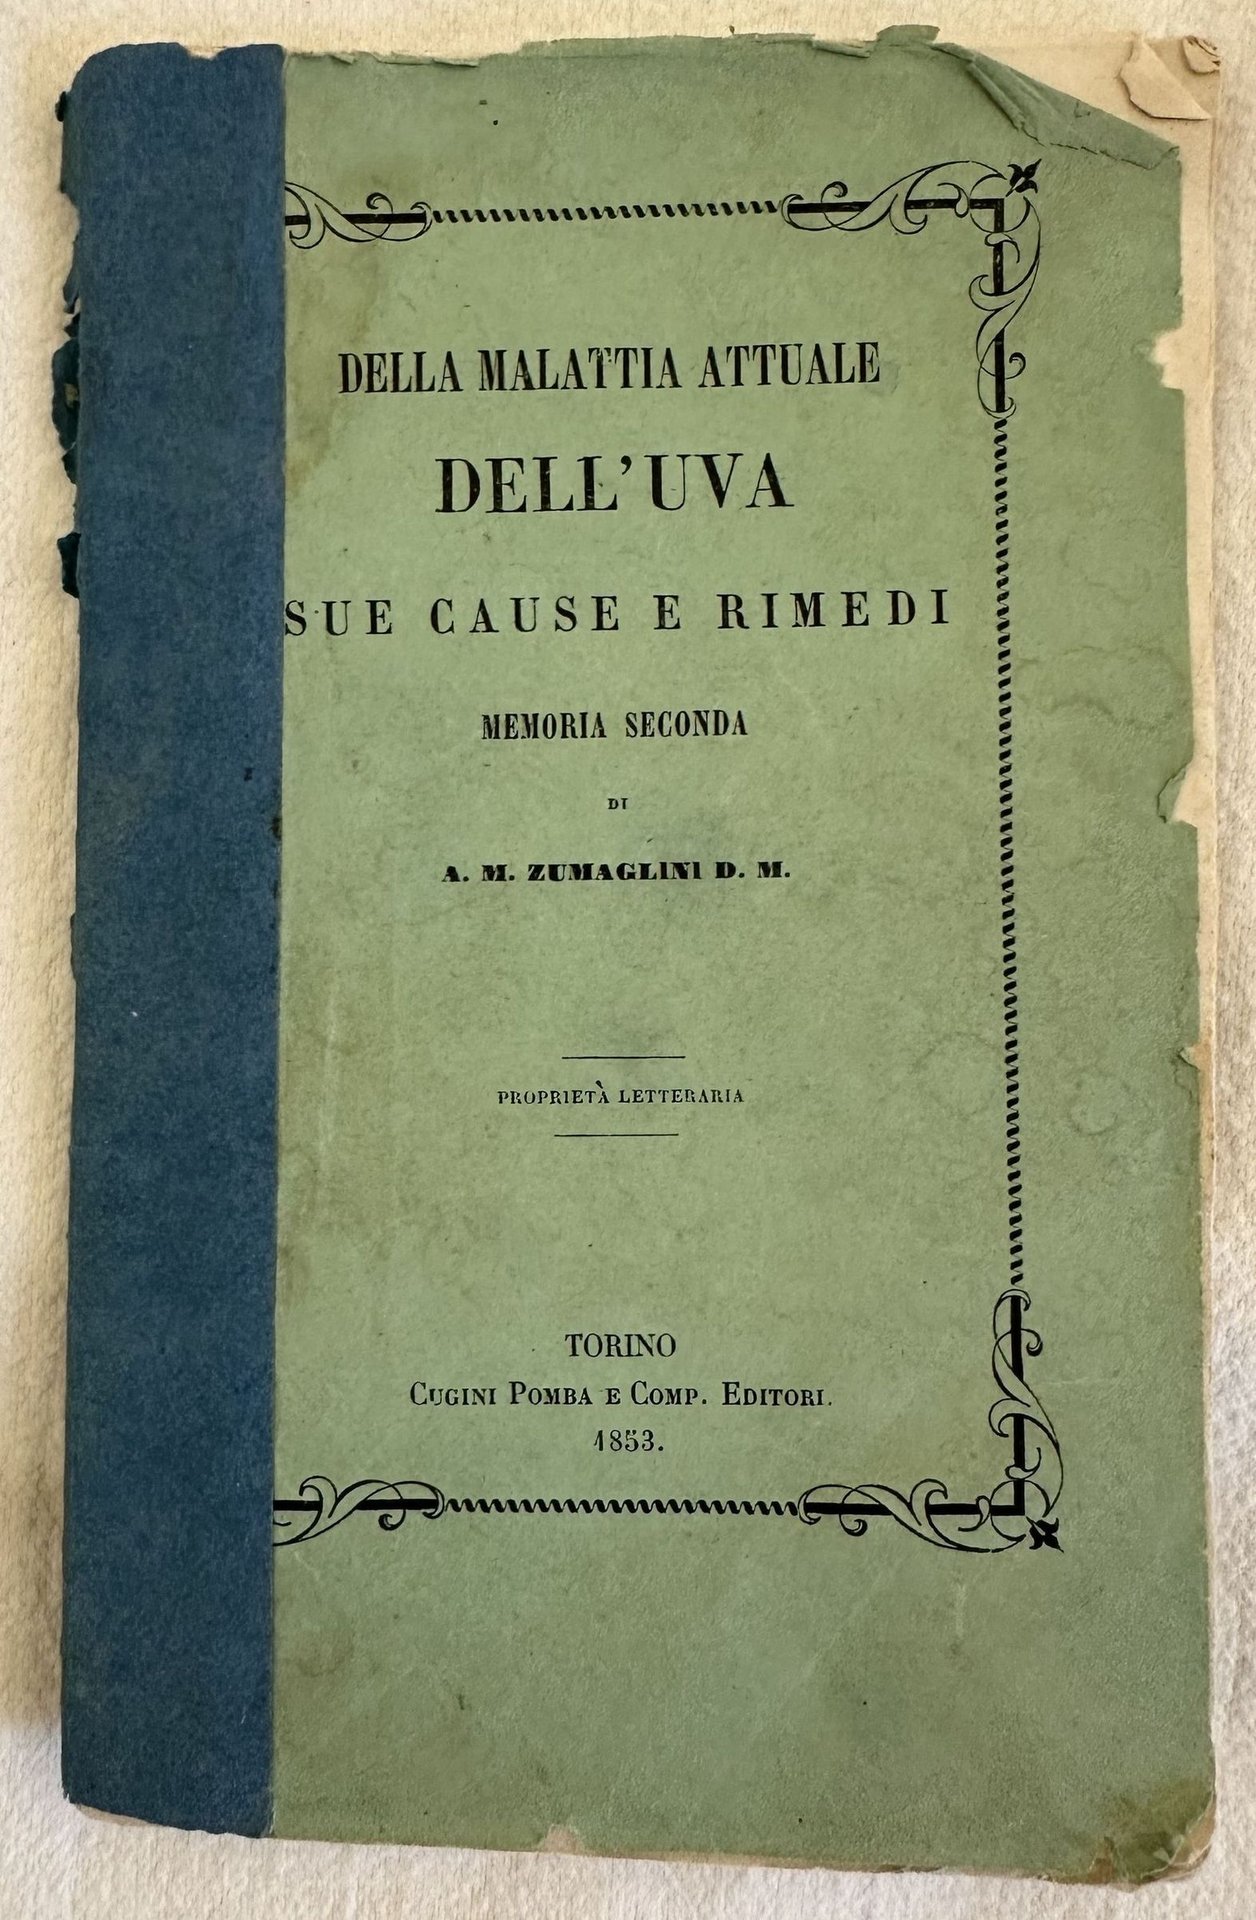 DELLA MALATTIA ATTUALE
DELL'UVA
SUE CAUSE E RIMEDI
MEMORIA SECONDA
DI
A. M. ZUMAGLINI D. M.
PROPRIETÀ LETTERARIA
TORINO
CUGINI POMBA E COMP. EDITORI.
1853.